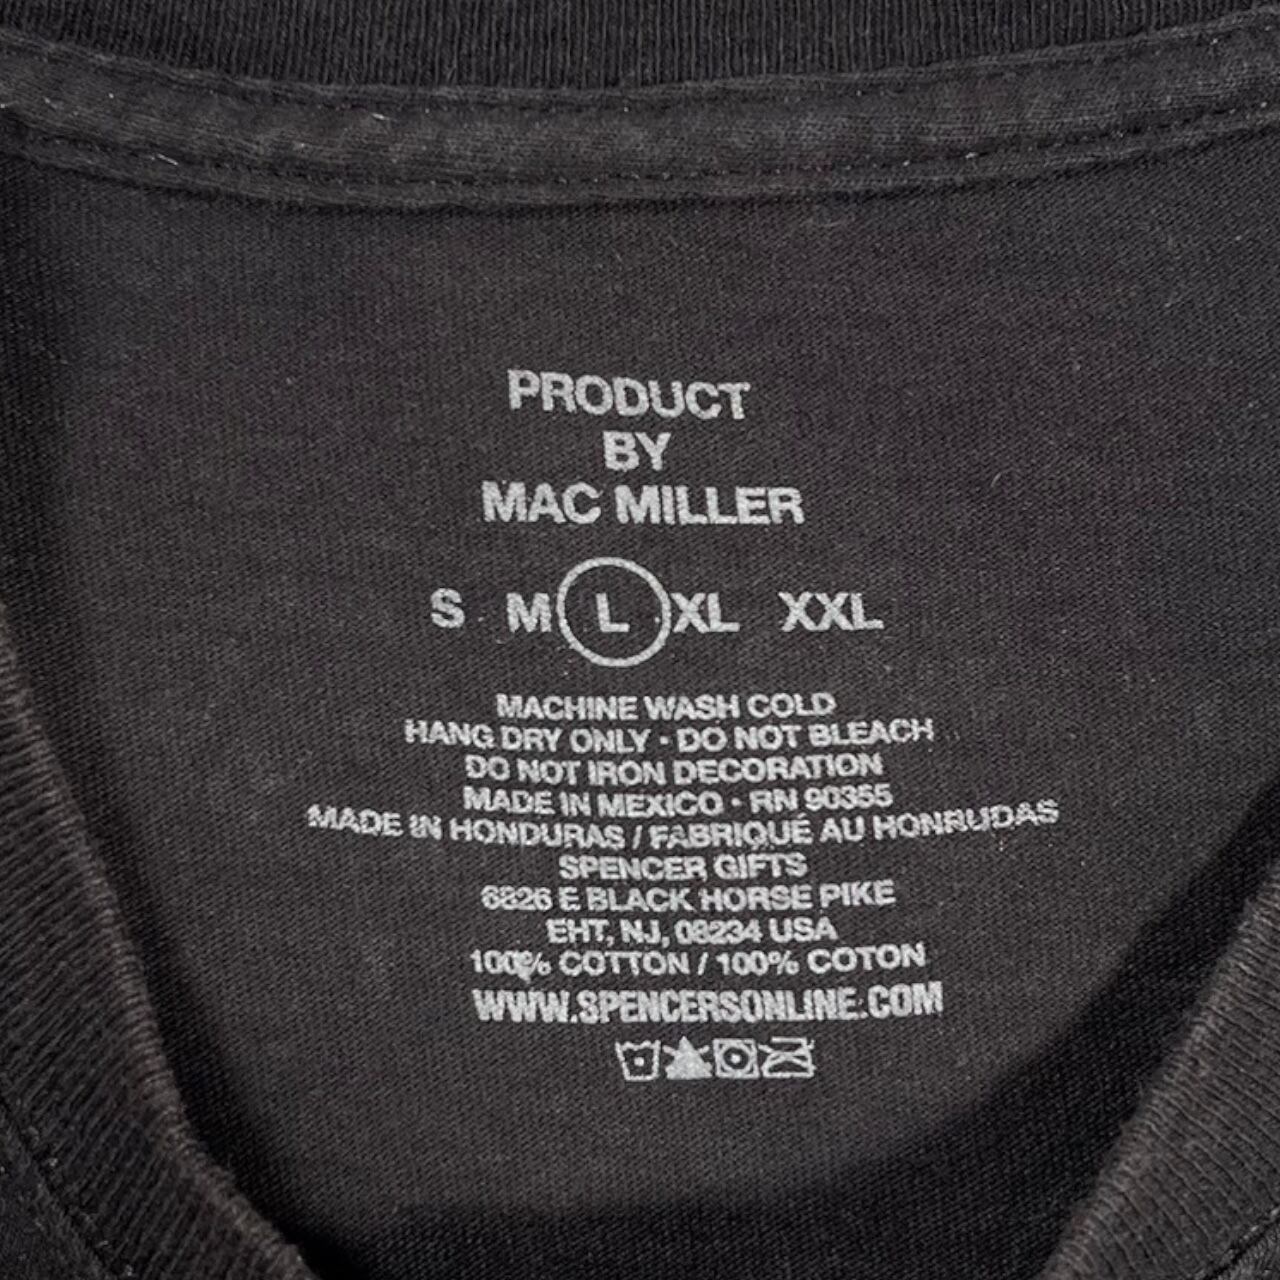 PRODUCT
BY
MAC MILLER
S M L XL XXL
MACHINE WASH COLD
HANG DRY ONLY • DO NOT BLEACH
DO NOT IRON DECORATION
MADE IN MEXICO • RN 90355
MADE IN HONDURAS / FABRIQUÉ AU HONRUDAS
SPENCER GIFTS
6826 E BLACK HORSE PIKE
EHT, NJ, 08234 USA
100% COTTON / 100% COTON
WWW.SPENCERSONLINE.COM